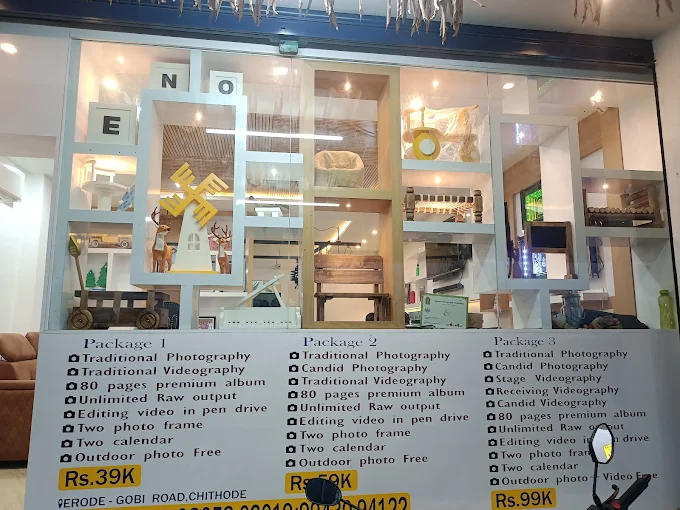 N O
E
Package 1
Traditional Photography
Traditional Videography
80 pages premium album
Unlimited Raw output
Editing video in pen drive
Two photo frame
Two calendar
Outdoor photo Free
Rs.39K
ERODE - GOBI ROAD,CHITHODE
Package 2
Traditional Photography
Candid Photography
Traditional Videography
80 pages premium album
Unlimited Raw output
Editing video in pen drive
Two photo frame
Two calendar
Outdoor photo Free
Rs.59K
Package 3
Traditional Photography
Candid Photography
Stage Videography
Receiving Videography
Candid Videography
80 pages premium album
Unlimited Raw
Editing video drive
Two photo
Two calendar
Outdoor photo + Video Free
Rs.99K